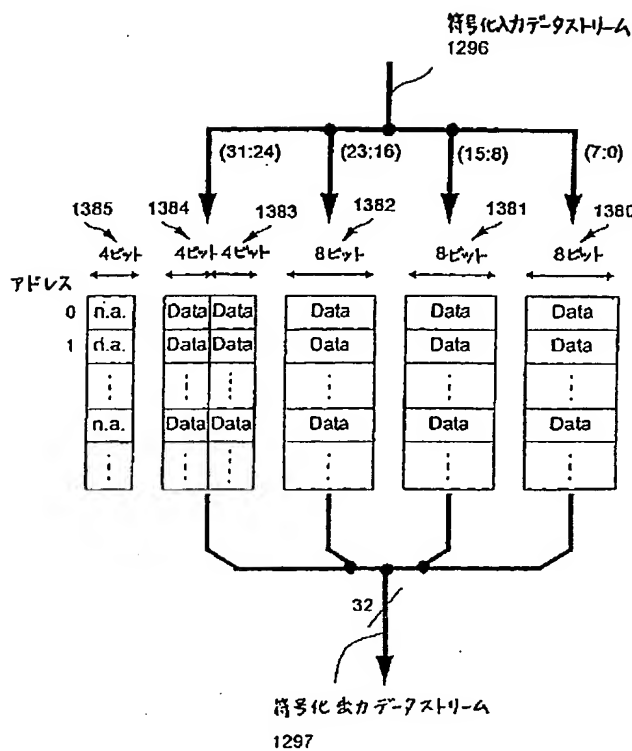 符号化入力データストリーム
1296
(31:24) (23:16) (15:8) (7:0)
1385 1384 1383 1382 1381 1380
4ビット 4ビット 4ビット 8ビット 8ビット 8ビット
アドレス
0 n.a. Data Data Data Data Data
1 n.a. Data Data Data Data Data
n.a. Data Data Data Data Data
32
符号化出力データストリーム
1297